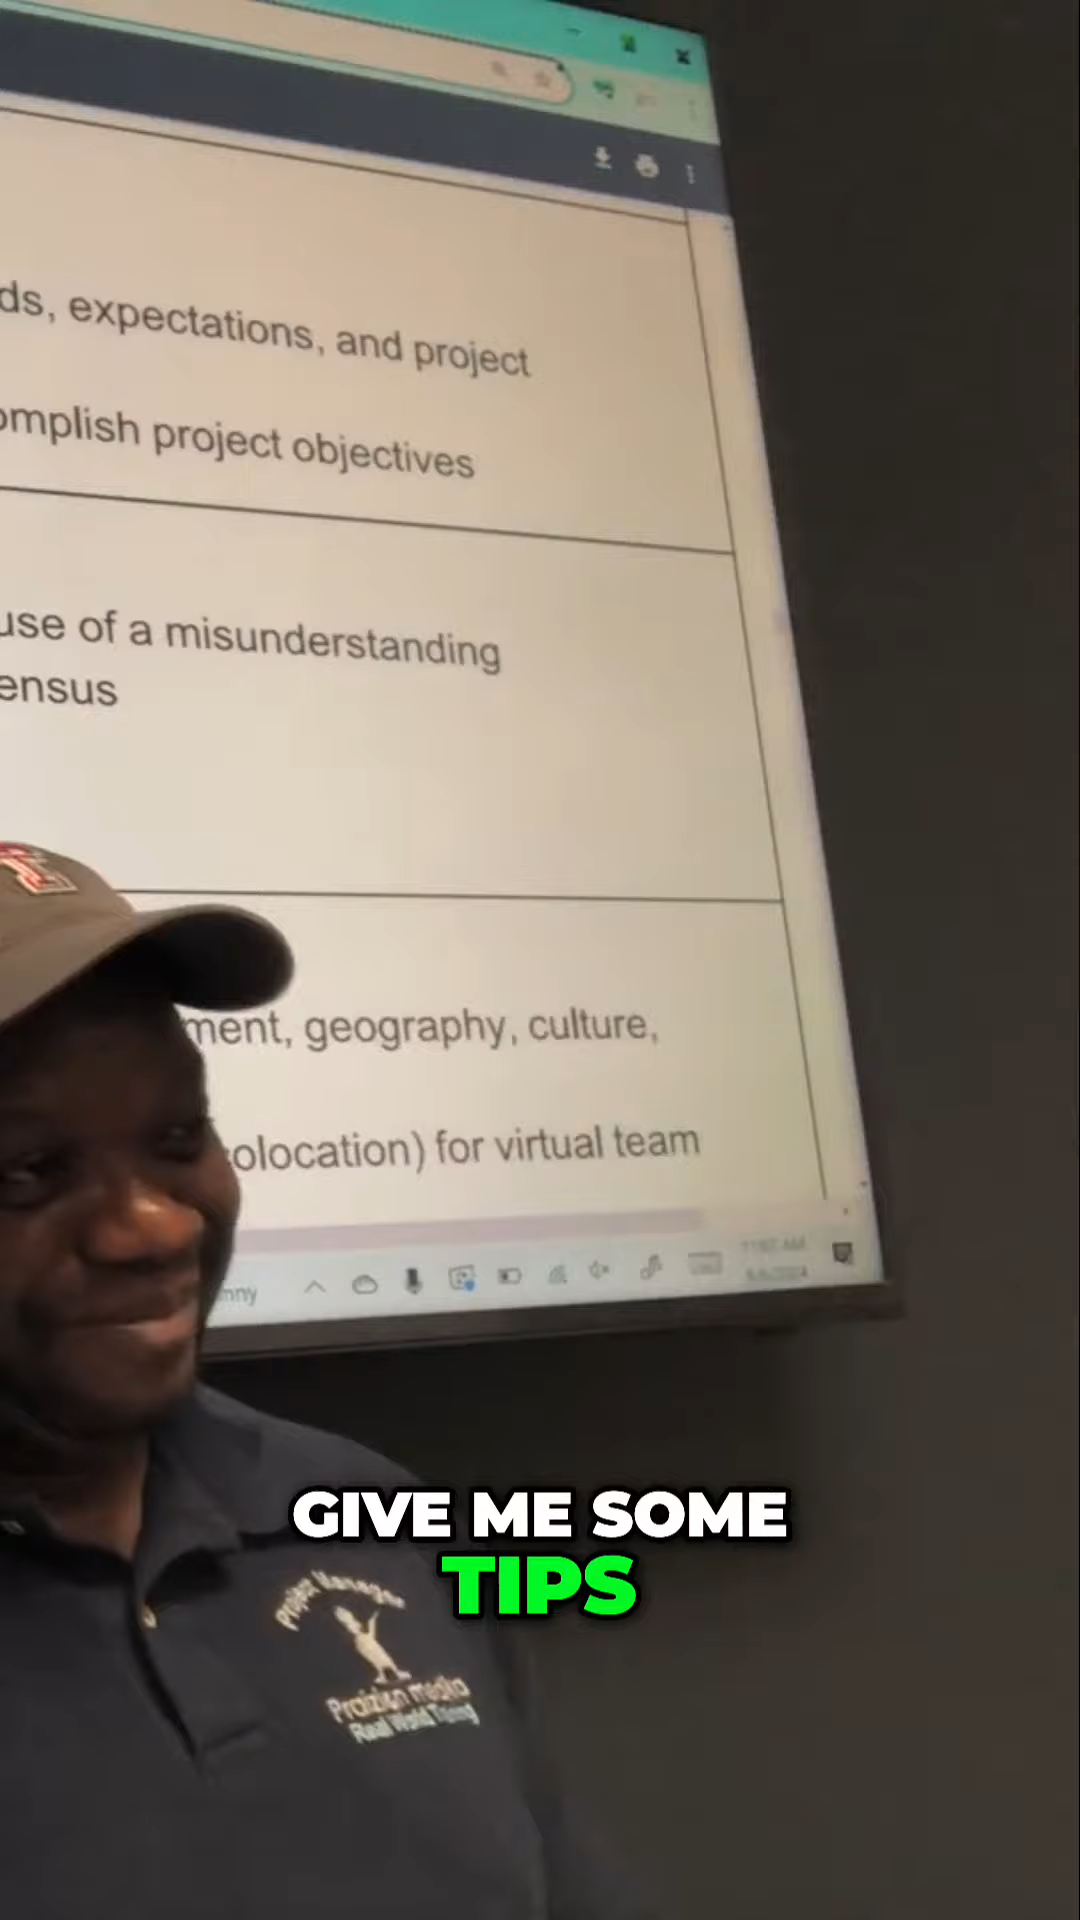 ds, expectations, and project
omplish project objectives
use of a misunderstanding
ensus
ment, geography, culture,
olocation) for virtual team
nny
GIVE ME SOME
TIPS
Project Manager
Praizion Media
Real World Training